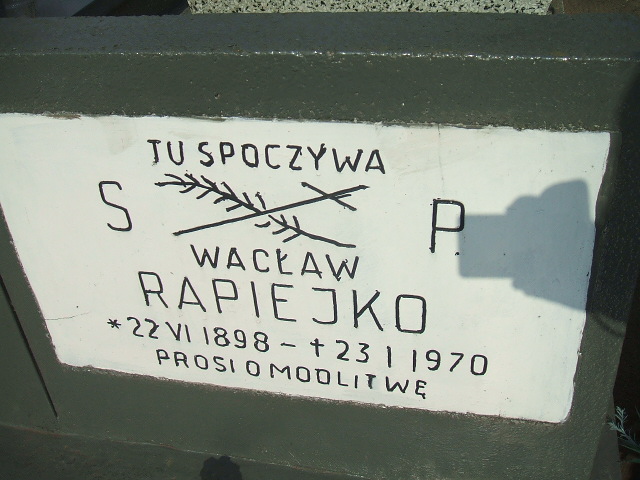 TU SPOCZYWA
S P
WACŁAW
RAPIEJKO
* 22 VI 1898 - † 23 I 1970
PROSI O MODLITWĘ